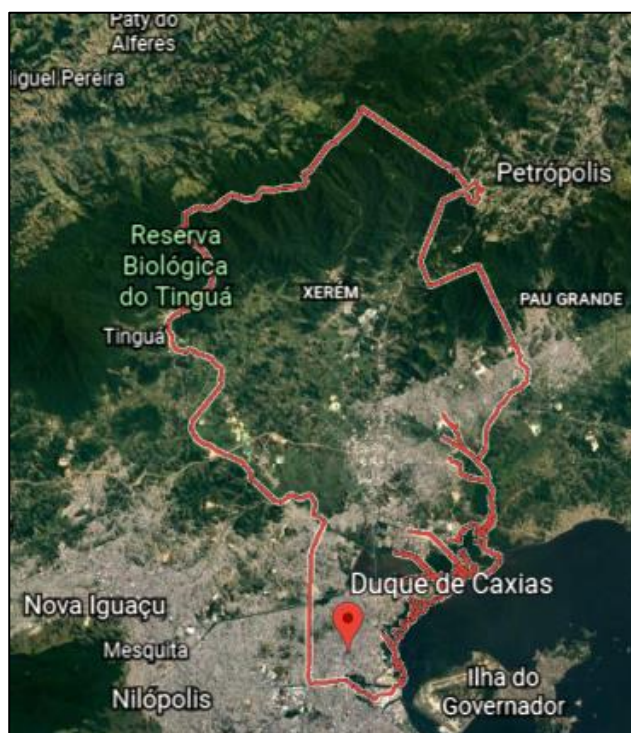 Paty do
Alferes
Miguel Pereira
Petrópolis
Reserva
Biológica
do Tinguá
XERÉM
PAU GRANDE
Tinguá
Duque de Caxias
Nova Iguaçu
Mesquita
Nilópolis
Ilha do
Governador